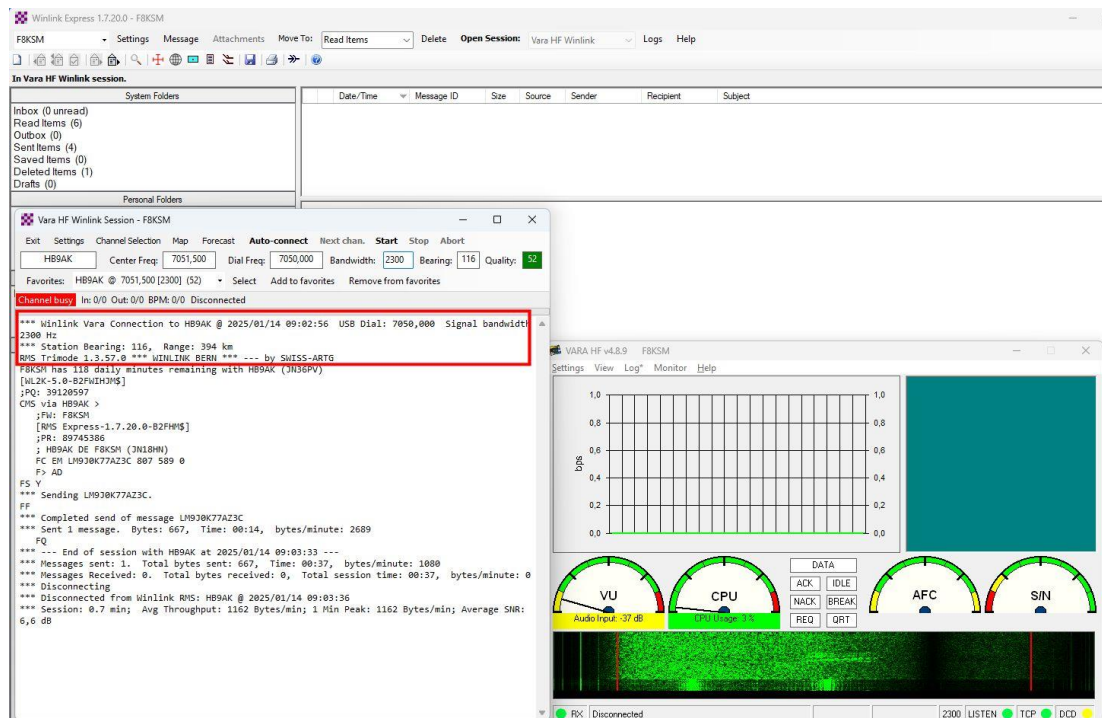 Winlink Express 1.7.20.0 - F8KSM
F8KSM Settings Message Attachments Move To: Read Items Delete Open Session: Vara HF Winlink Logs Help
In Vara HF Winlink session.
System Folders
Date/Time Message ID Size Source Sender Recipient Subject
Inbox (0 unread)
Read Items (6)
Outbox (0)
Sent Items (4)
Saved Items (0)
Deleted Items (1)
Drafts (0)
Personal Folders
Vara HF Winlink Session - F8KSM
Exit Settings Channel Selection Map Forecast Auto-connect Next chan. Start Stop Abort
HB9AK Center Freq: 7051,500 Dial Freq: 7050,000 Bandwidth: 2300 Bearing: 116 Quality: 52
Favorites: HB9AK @ 7051,500 [2300] (52) Select Add to favorites Remove from favorites
Channel busy In: 0/0 Out: 0/0 BPM: 0/0 Disconnected
*** Winlink Vara Connection to HB9AK @ 2025/01/14 09:02:56 USB Dial: 7050,000 Signal bandwidth
2300 Hz
*** Station Bearing: 116, Range: 394 km
RMS Trimode 1.3.57.0 *** WINLINK BERN *** --- by SWISS-ARTG
F8KSM has 118 daily minutes remaining with HB9AK (JN36PV)
[WL2K-5.0-B2FWIHJM$]
;PQ: 39120597
CMS via HB9AK >
;FW: F8KSM
[RMS Express-1.7.20.0-B2FHM$]
;PR: 89745386
; HB9AK DE F8KSM (JN18HN)
FC EM LM9J0K77AZ3C 807 589 0
F> AD
FS Y
*** Sending LM9J0K77AZ3C.
FF
*** Completed send of message LM9J0K77AZ3C
*** Sent 1 message. Bytes: 667, Time: 00:14, bytes/minute: 2689
FQ
*** --- End of session with HB9AK at 2025/01/14 09:03:33 ---
*** Messages sent: 1. Total bytes sent: 667, Time: 00:37, bytes/minute: 1080
*** Messages Received: 0. Total bytes received: 0, Total session time: 00:37, bytes/minute: 0
*** Disconnecting
*** Disconnected from Winlink RMS: HB9AK @ 2025/01/14 09:03:36
*** Session: 0.7 min; Avg Throughput: 1162 Bytes/min; 1 Min Peak: 1162 Bytes/min; Average SNR:
6,6 dB
VARA HF v4.8.9 F8KSM
Settings View Log* Monitor Help
1,0 1,0
0,8 0,8
0,6 0,6
bps
0,4 0,4
0,2 0,2
0,0 0,0
DATA
ACK IDLE
NACK BREAK
REQ QRT
VU CPU AFC S/N
Audio Input: -37 dB CPU Usage: 3 %
RX Disconnected 2300 LISTEN TCP DCD